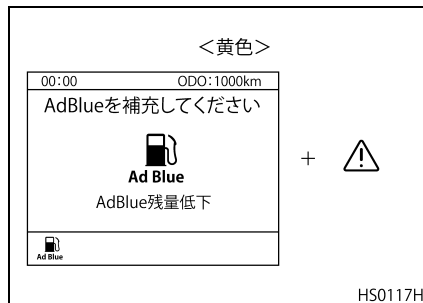 ＜黄色＞
00:00 ODO:1000km
AdBlueを補充してください
Ad Blue
AdBlue残量低下
+
Ad Blue
HS0117H